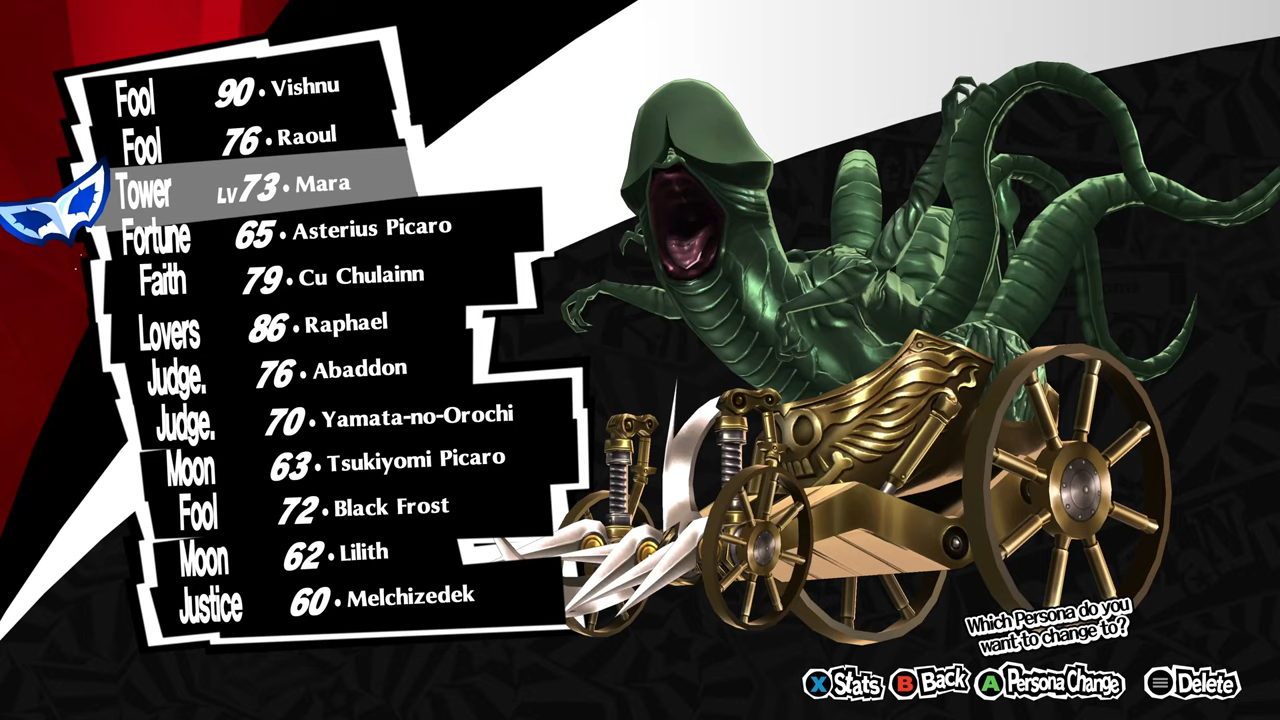 Fool 90 • Vishnu
Fool 76 • Raoul
Tower LV 73 • Mara
Fortune 65 • Asterius Picaro
Faith 79 • Cu Chulainn
Lovers 86 • Raphael
Judge. 76 • Abaddon
Judge. 70 • Yamata-no-Orochi
Moon 63 • Tsukiyomi Picaro
Fool 72 • Black Frost
Moon 62 • Lilith
Justice 60 • Melchizedek
Which Persona do you
want to change to?
X Stats B Back A Persona Change Delete